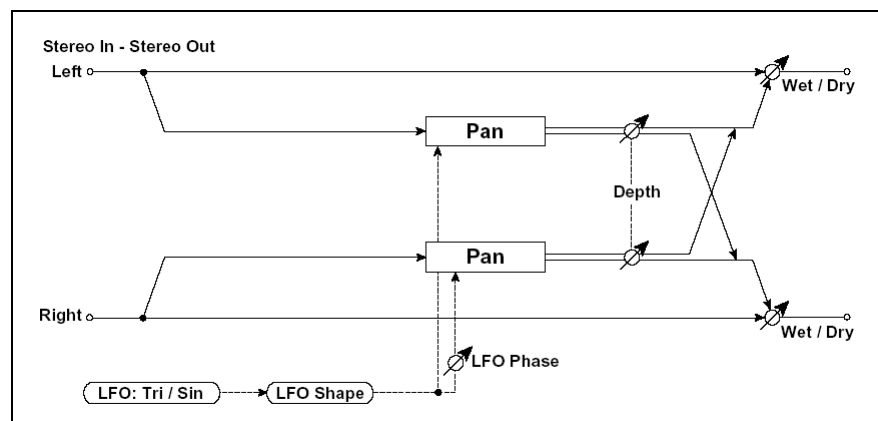 Stereo In - Stereo Out
Left
Wet / Dry
Pan
Depth
Pan
Right
Wet / Dry
LFO Phase
LFO: Tri / Sin
LFO Shape